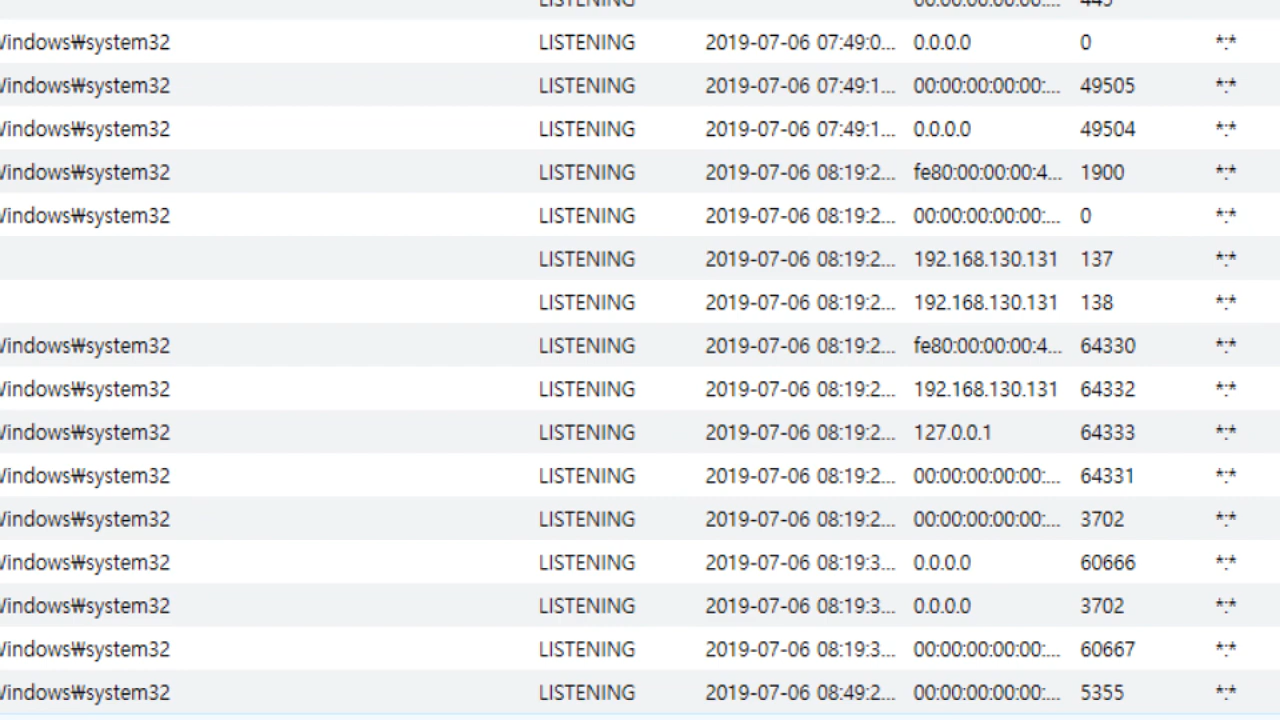 LISTENING 00:00:00:00:00:... 445
Windows₩system32 LISTENING 2019-07-06 07:49:0... 0.0.0.0 0 *:*
Windows₩system32 LISTENING 2019-07-06 07:49:1... 00:00:00:00:00:... 49505 *:*
Windows₩system32 LISTENING 2019-07-06 07:49:1... 0.0.0.0 49504 *:*
Windows₩system32 LISTENING 2019-07-06 08:19:2... fe80:00:00:00:4... 1900 *:*
Windows₩system32 LISTENING 2019-07-06 08:19:2... 00:00:00:00:00:... 0 *:*
LISTENING 2019-07-06 08:19:2... 192.168.130.131 137 *:*
LISTENING 2019-07-06 08:19:2... 192.168.130.131 138 *:*
Windows₩system32 LISTENING 2019-07-06 08:19:2... fe80:00:00:00:4... 64330 *:*
Windows₩system32 LISTENING 2019-07-06 08:19:2... 192.168.130.131 64332 *:*
Windows₩system32 LISTENING 2019-07-06 08:19:2... 127.0.0.1 64333 *:*
Windows₩system32 LISTENING 2019-07-06 08:19:2... 00:00:00:00:00:... 64331 *:*
Windows₩system32 LISTENING 2019-07-06 08:19:2... 00:00:00:00:00:... 3702 *:*
Windows₩system32 LISTENING 2019-07-06 08:19:3... 0.0.0.0 60666 *:*
Windows₩system32 LISTENING 2019-07-06 08:19:3... 0.0.0.0 3702 *:*
Windows₩system32 LISTENING 2019-07-06 08:19:3... 00:00:00:00:00:... 60667 *:*
Windows₩system32 LISTENING 2019-07-06 08:49:2... 00:00:00:00:00:... 5355 *:*